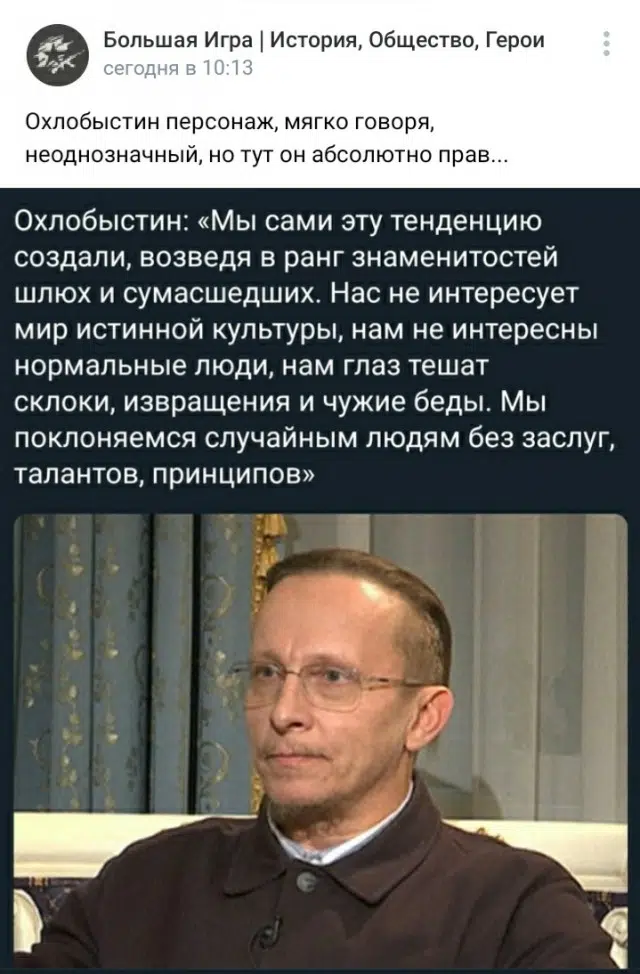 Большая Игра | История, Общество, Герои
сегодня в 10:13
Охлобыстин персонаж, мягко говоря,
неоднозначный, но тут он абсолютно прав...
Охлобыстин: «Мы сами эту тенденцию
создали, возведя в ранг знаменитостей
шлюх и сумасшедших. Нас не интересует
мир истинной культуры, нам не интересны
нормальные люди, нам глаз тешат
склоки, извращения и чужие беды. Мы
поклоняемся случайным людям без заслуг,
талантов, принципов»